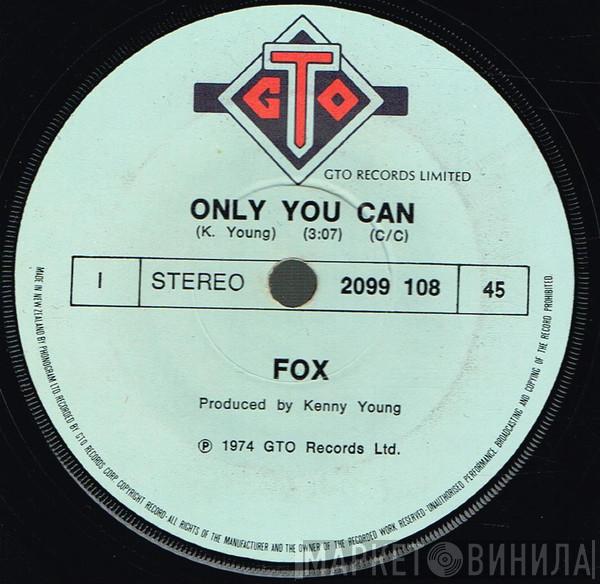 GTO
GTO RECORDS LIMITED
ONLY YOU CAN
(K. Young) (3:07) (C/C)
I STEREO 2099 108 45
FOX
Produced by Kenny Young
℗ 1974 GTO Records Ltd.
MADE IN NEW ZEALAND BY PHONOGRAM LTD. RECORDED BY GTO RECORDS CORP. COPYRIGHT RECORD-ALL RIGHTS OF THE MANUFACTURER AND THE OWNER OF THE RECORDED WORK RESERVED-UNAUTHORISED PERFORMANCE, BROADCASTING AND COPYING OF THE RECORD PROHIBITED.
МАРКЕТ ВИНИЛА